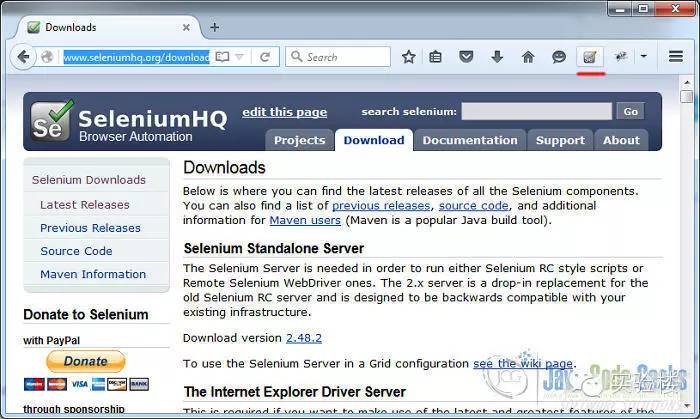 Downloads
www.seleniumhq.org/download
Search
Se
SeleniumHQ
Browser Automation
edit this page
search selenium:
Go
Projects
Download
Documentation
Support
About
Selenium Downloads
Latest Releases
Previous Releases
Source Code
Maven Information
Donate to Selenium
with PayPal
Donate
through sponsorship
Downloads
Below is where you can find the latest releases of all the Selenium components.
You can also find a list of previous releases, source code, and additional
information for Maven users (Maven is a popular Java build tool).
Selenium Standalone Server
The Selenium Server is needed in order to run either Selenium RC style scripts or
Remote Selenium WebDriver ones. The 2.x server is a drop-in replacement for the
old Selenium RC server and is designed to be backwards compatible with your
existing infrastructure.
Download version 2.48.2
To use the Selenium Server in a Grid configuration see the wiki page.
The Internet Explorer Driver Server
This is required if you want to make use of the latest and greatest features of the